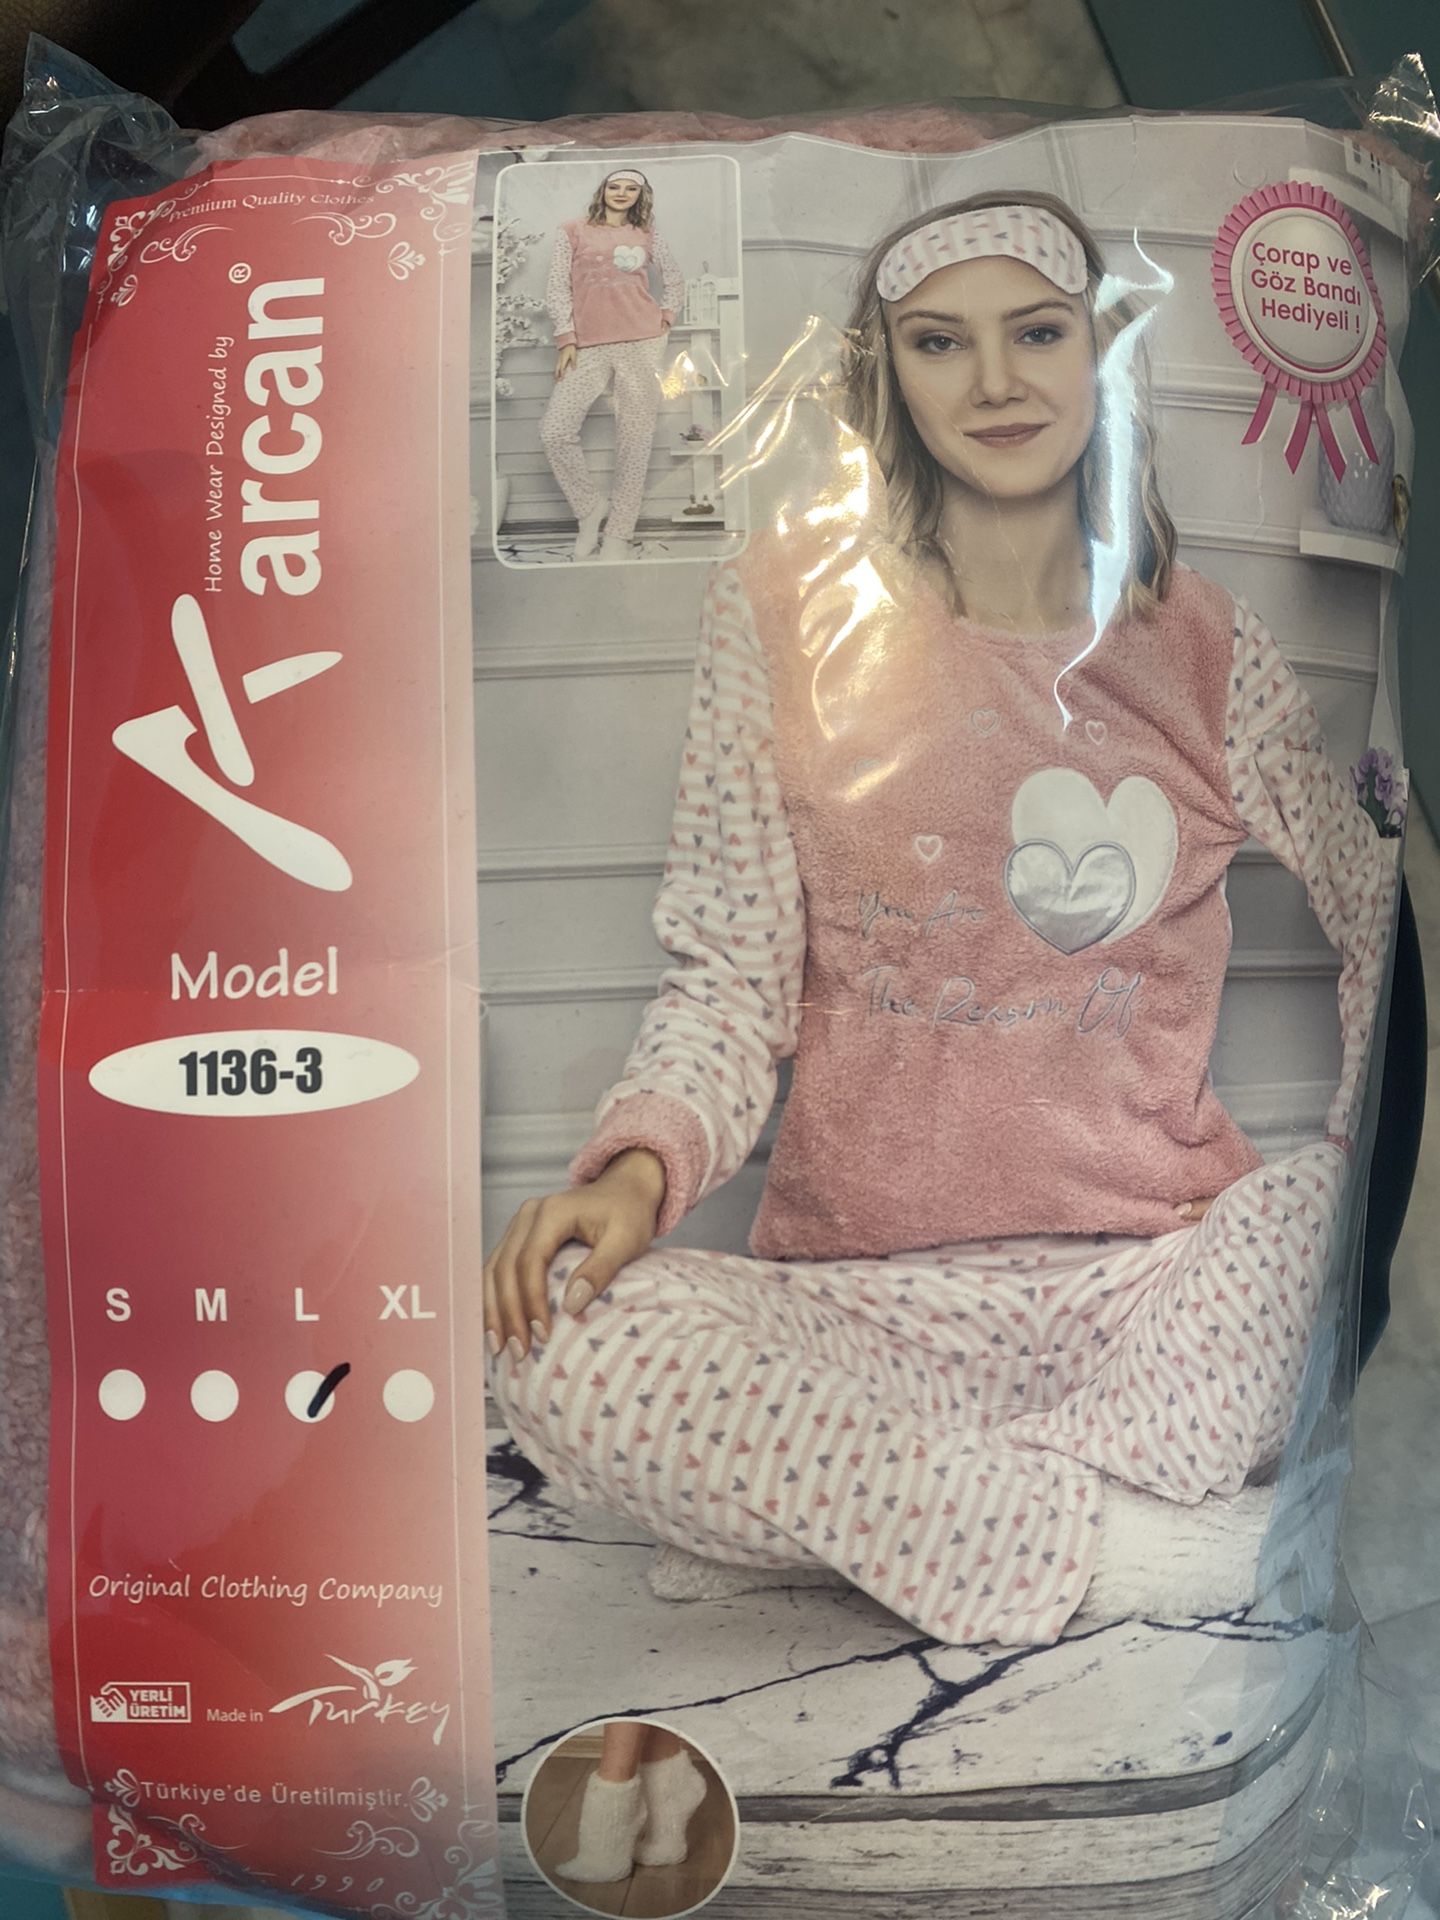 Premium Quality Clothes
Home Wear Designed by
arcan®
Model
1136-3
S M L XL
Original Clothing Company
YERLİ
ÜRETİM
Made in
Turkey
Türkiye'de Üretilmiştir.
1990
Çorap ve
Göz Bandı
Hediyeli !
You Are
The Reason Of